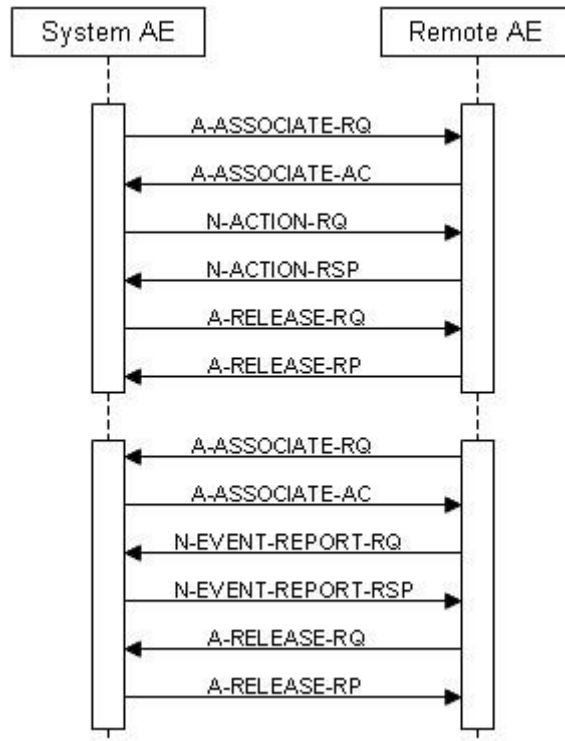 System AE
Remote AE
A-ASSOCIATE-RQ
A-ASSOCIATE-AC
N-ACTION-RQ
N-ACTION-RSP
A-RELEASE-RQ
A-RELEASE-RP
A-ASSOCIATE-RQ
A-ASSOCIATE-AC
N-EVENT-REPORT-RQ
N-EVENT-REPORT-RSP
A-RELEASE-RQ
A-RELEASE-RP